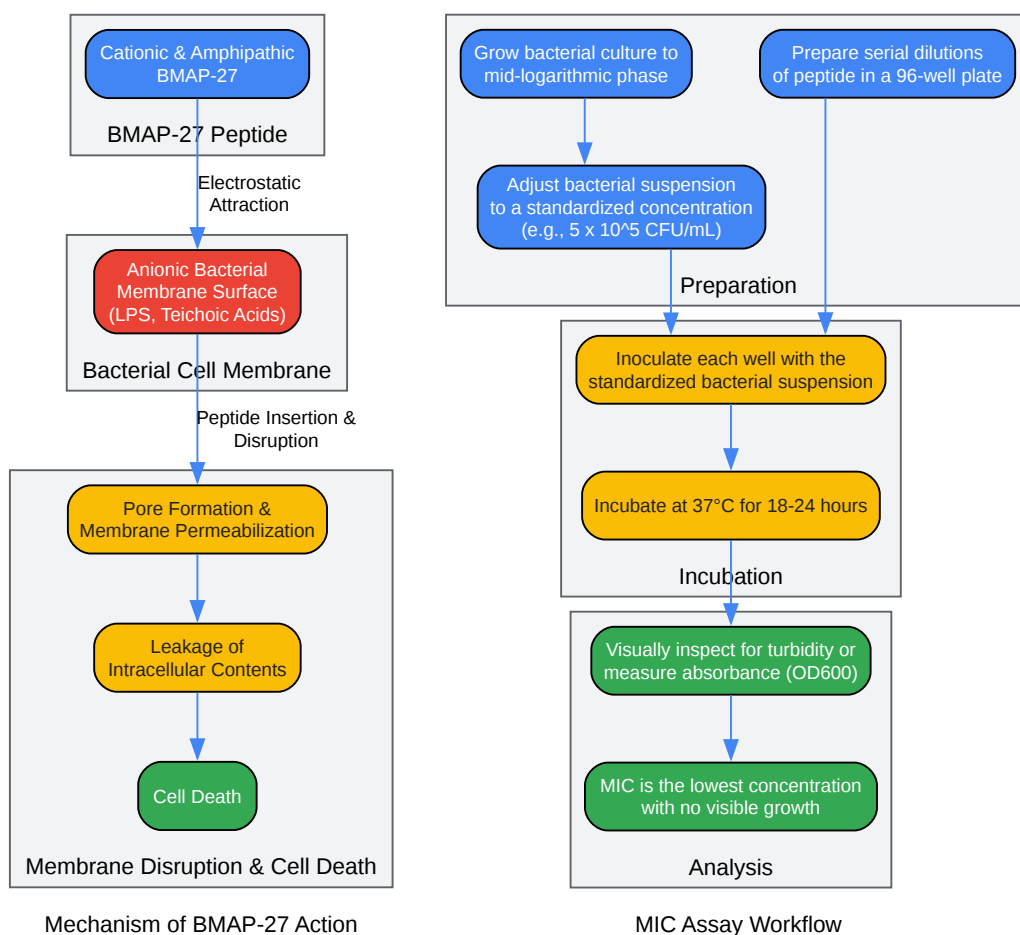 Cationic & Amphipathic
BMAP-27
BMAP-27 Peptide
Electrostatic
Attraction
Anionic Bacterial
Membrane Surface
(LPS, Teichoic Acids)
Bacterial Cell Membrane
Peptide Insertion &
Disruption
Pore Formation &
Membrane Permeabilization
Leakage of
Intracellular Contents
Cell Death
Membrane Disruption & Cell Death
Mechanism of BMAP-27 Action
Grow bacterial culture to
mid-logarithmic phase
Prepare serial dilutions
of peptide in a 96-well plate
Adjust bacterial suspension
to a standardized concentration
(e.g., 5 x 10^5 CFU/mL)
Preparation
Inoculate each well with the
standardized bacterial suspension
Incubate at 37°C for 18-24 hours
Incubation
Visually inspect for turbidity or
measure absorbance (OD600)
MIC is the lowest concentration
with no visible growth
Analysis
MIC Assay Workflow